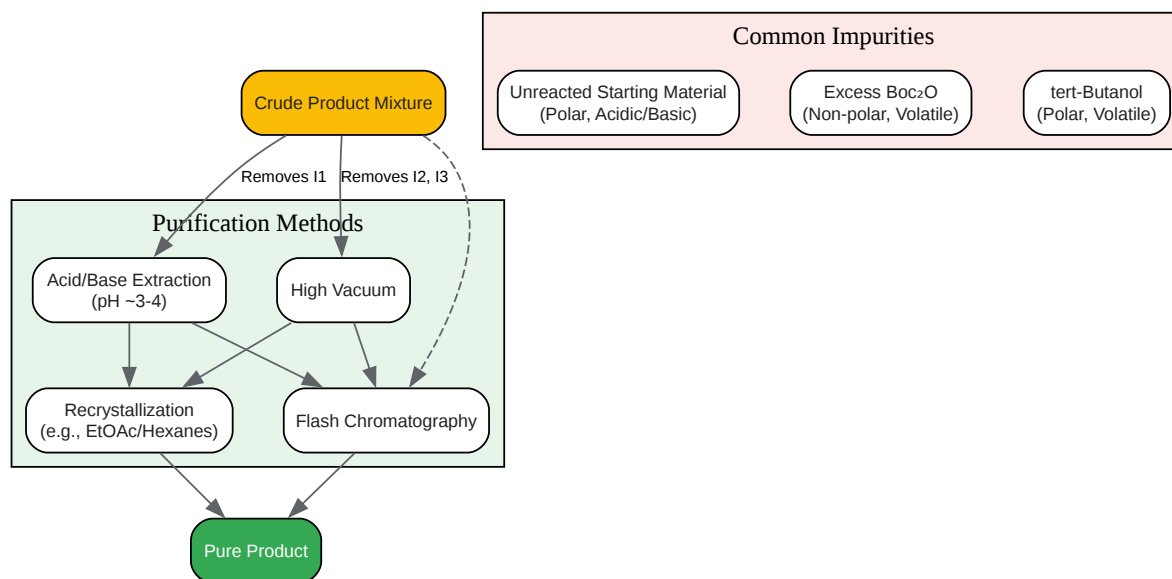 Common Impurities
Unreacted Starting Material
(Polar, Acidic/Basic)
Excess Boc₂O
(Non-polar, Volatile)
tert-Butanol
(Polar, Volatile)
Crude Product Mixture
Removes I1
Removes I2, I3
Purification Methods
Acid/Base Extraction
(pH ~3-4)
High Vacuum
Recrystallization
(e.g., EtOAc/Hexanes)
Flash Chromatography
Pure Product